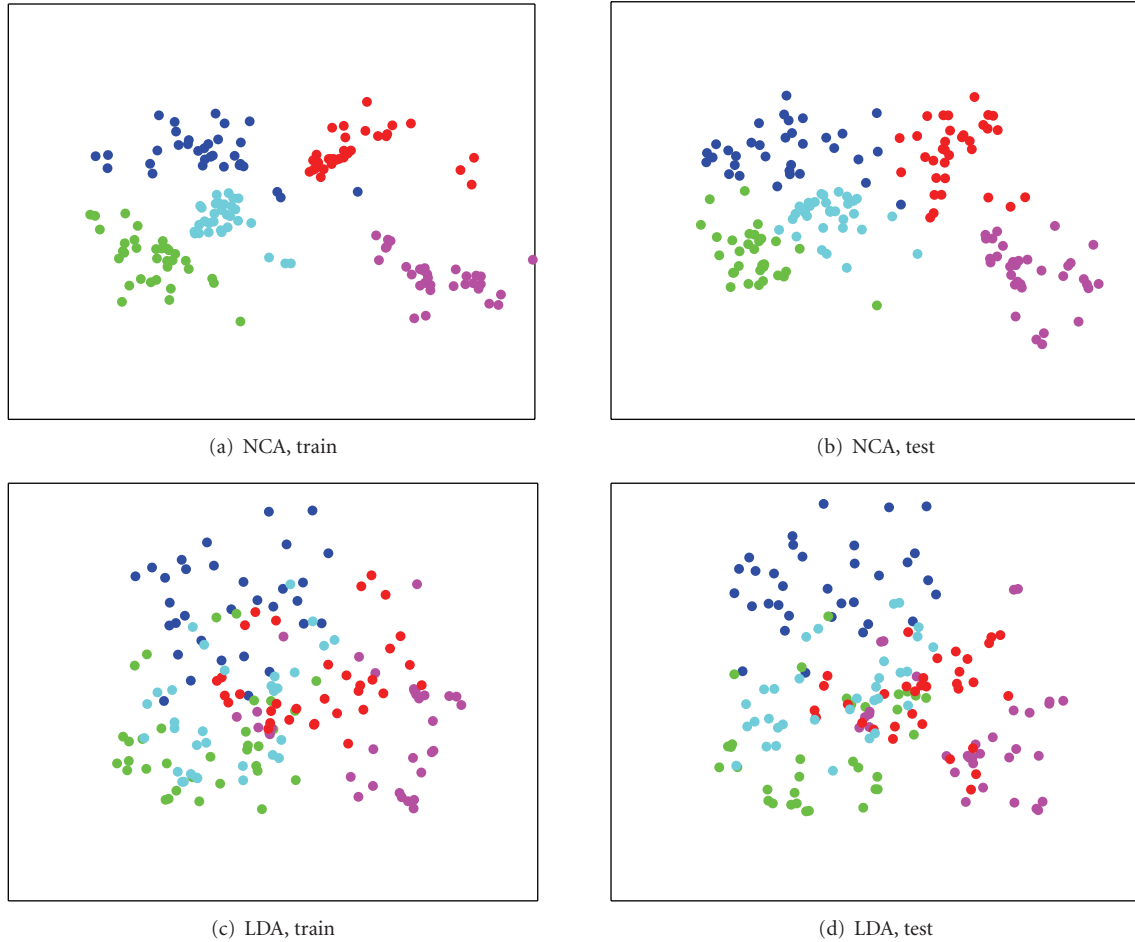 (a) NCA, train
(b) NCA, test
(c) LDA, train
(d) LDA, test